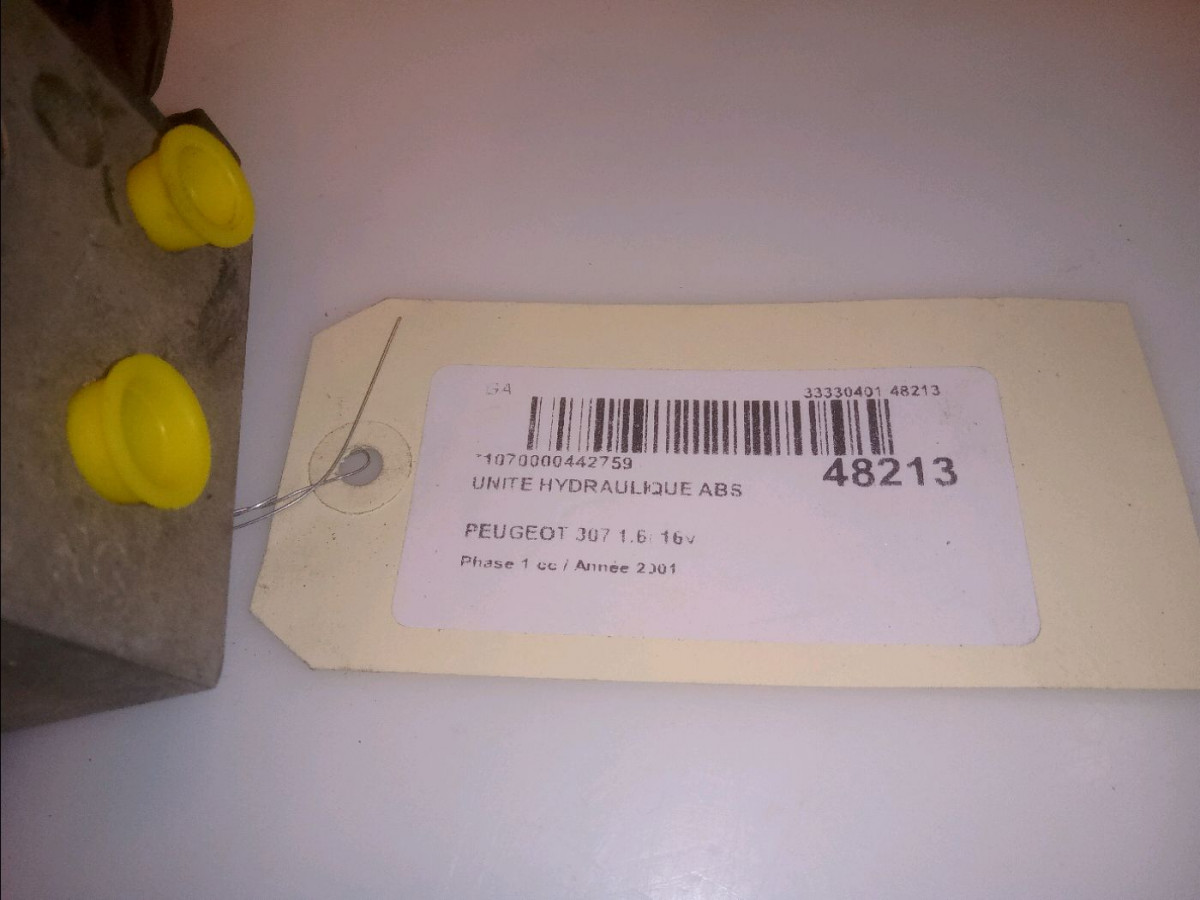 GA 33330401 48213
*1070000442759 48213
UNITE HYDRAULIQUE ABS
PEUGEOT 307 1.6i 16v
Phase 1 cc / Année 2001